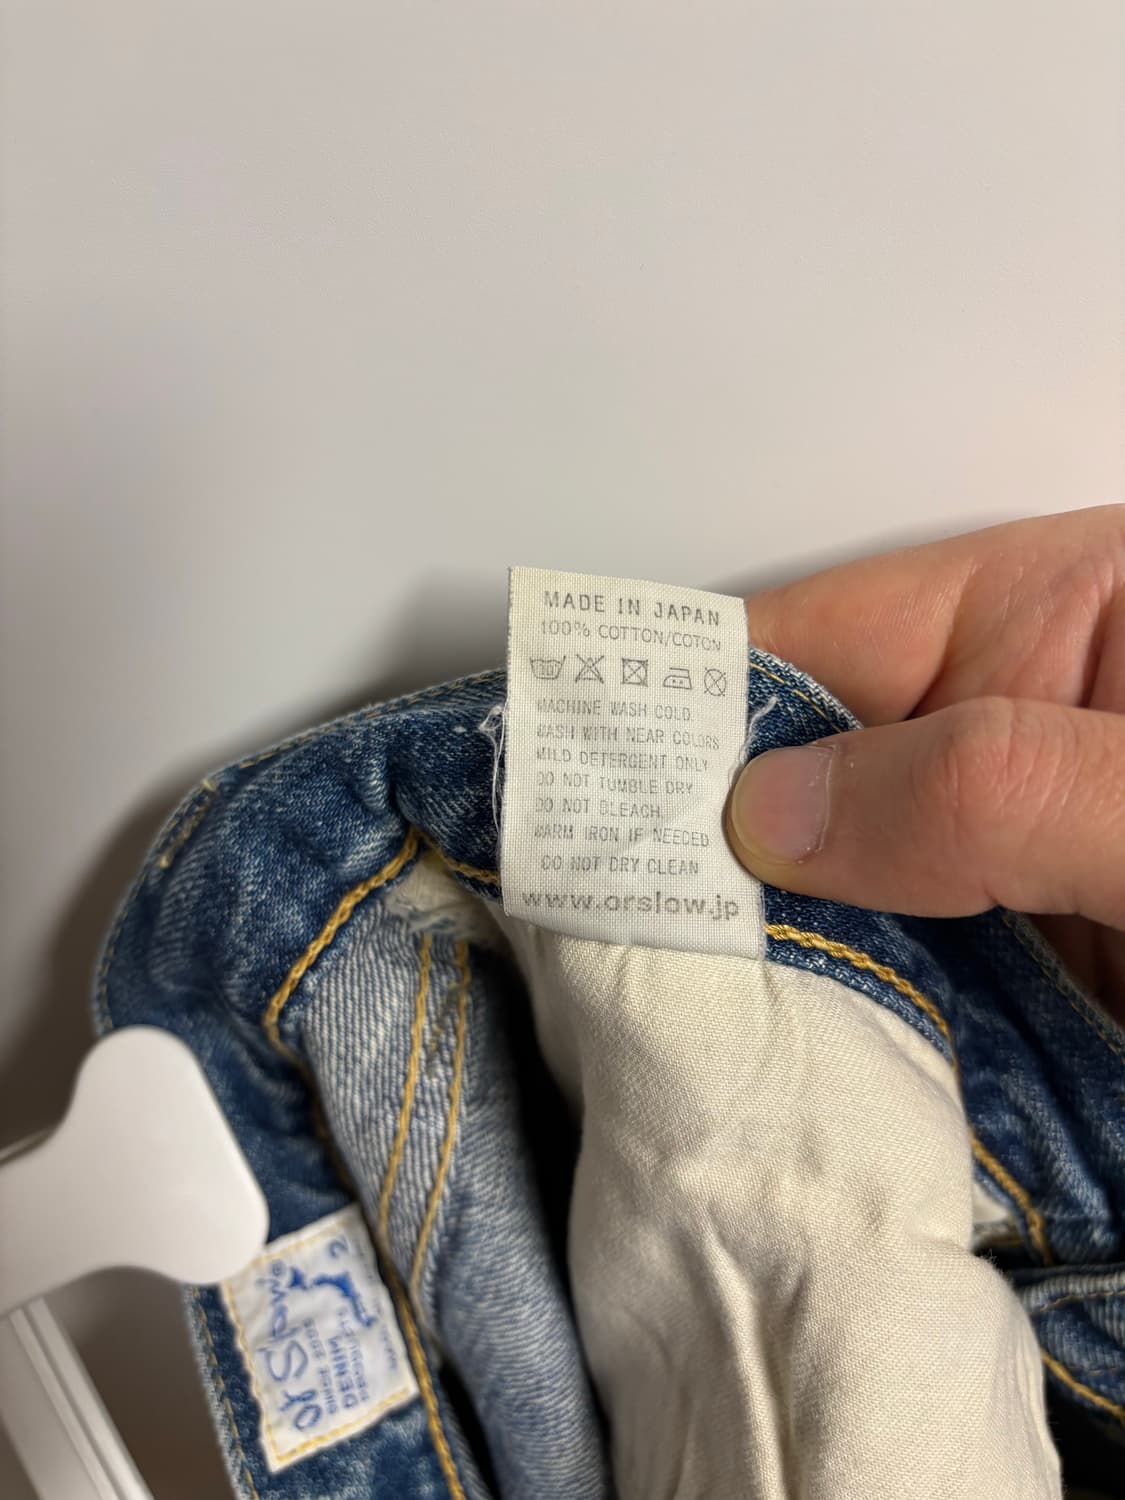 MADE IN JAPAN
100% COTTON/COTON
30
MACHINE WASH COLD.
WASH WITH NEAR COLORS
MILD DETERGENT ONLY
DO NOT TUMBLE DRY
DO NOT BLEACH.
WARM IRON IF NEEDED
DO NOT DRY CLEAN
www.orslow.jp
2
orSlow®
DENIM